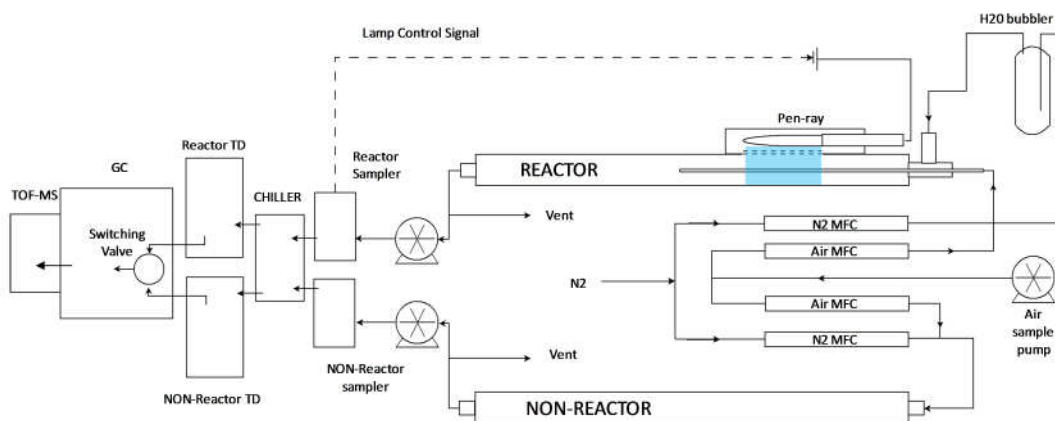 Lamp Control Signal
H20 bubbler
Pen-ray
Reactor TD
GC
Reactor
Sampler
REACTOR
TOF-MS
CHILLER
Switching
Valve
Vent
N2 MFC
Air MFC
N2
Air MFC
N2 MFC
Air
sample
pump
Vent
NON-Reactor
sampler
NON-Reactor TD
NON-REACTOR